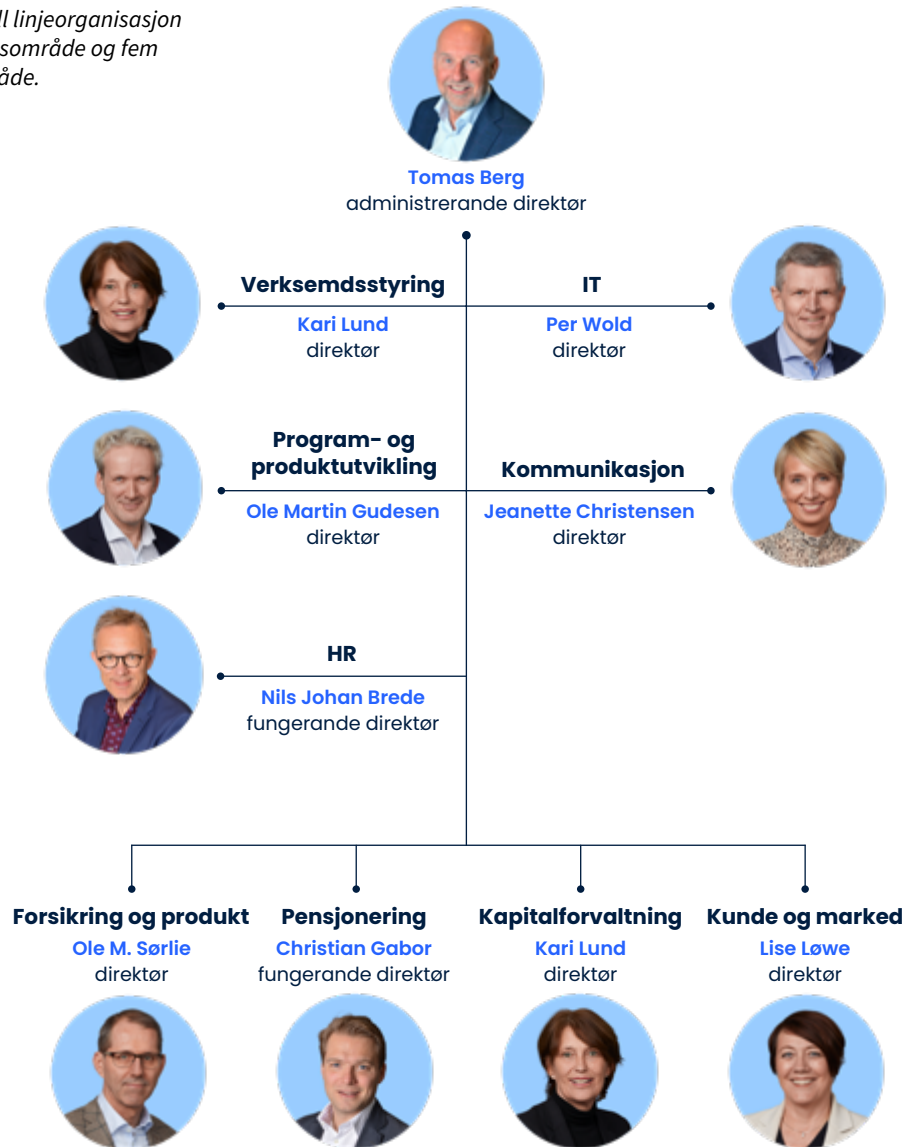 ll linjeorganisasjon
sområde og fem
åde.
Tomas Berg
administrerande direktør
Verksemdsstyring
Kari Lund
direktør
IT
Per Wold
direktør
Program- og
produktutvikling
Ole Martin Gudesen
direktør
Kommunikasjon
Jeanette Christensen
direktør
HR
Nils Johan Brede
fungerande direktør
Forsikring og produkt
Ole M. Sørlie
direktør
Pensjonering
Christian Gabor
fungerande direktør
Kapitalforvaltning
Kari Lund
direktør
Kunde og marked
Lise Løwe
direktør